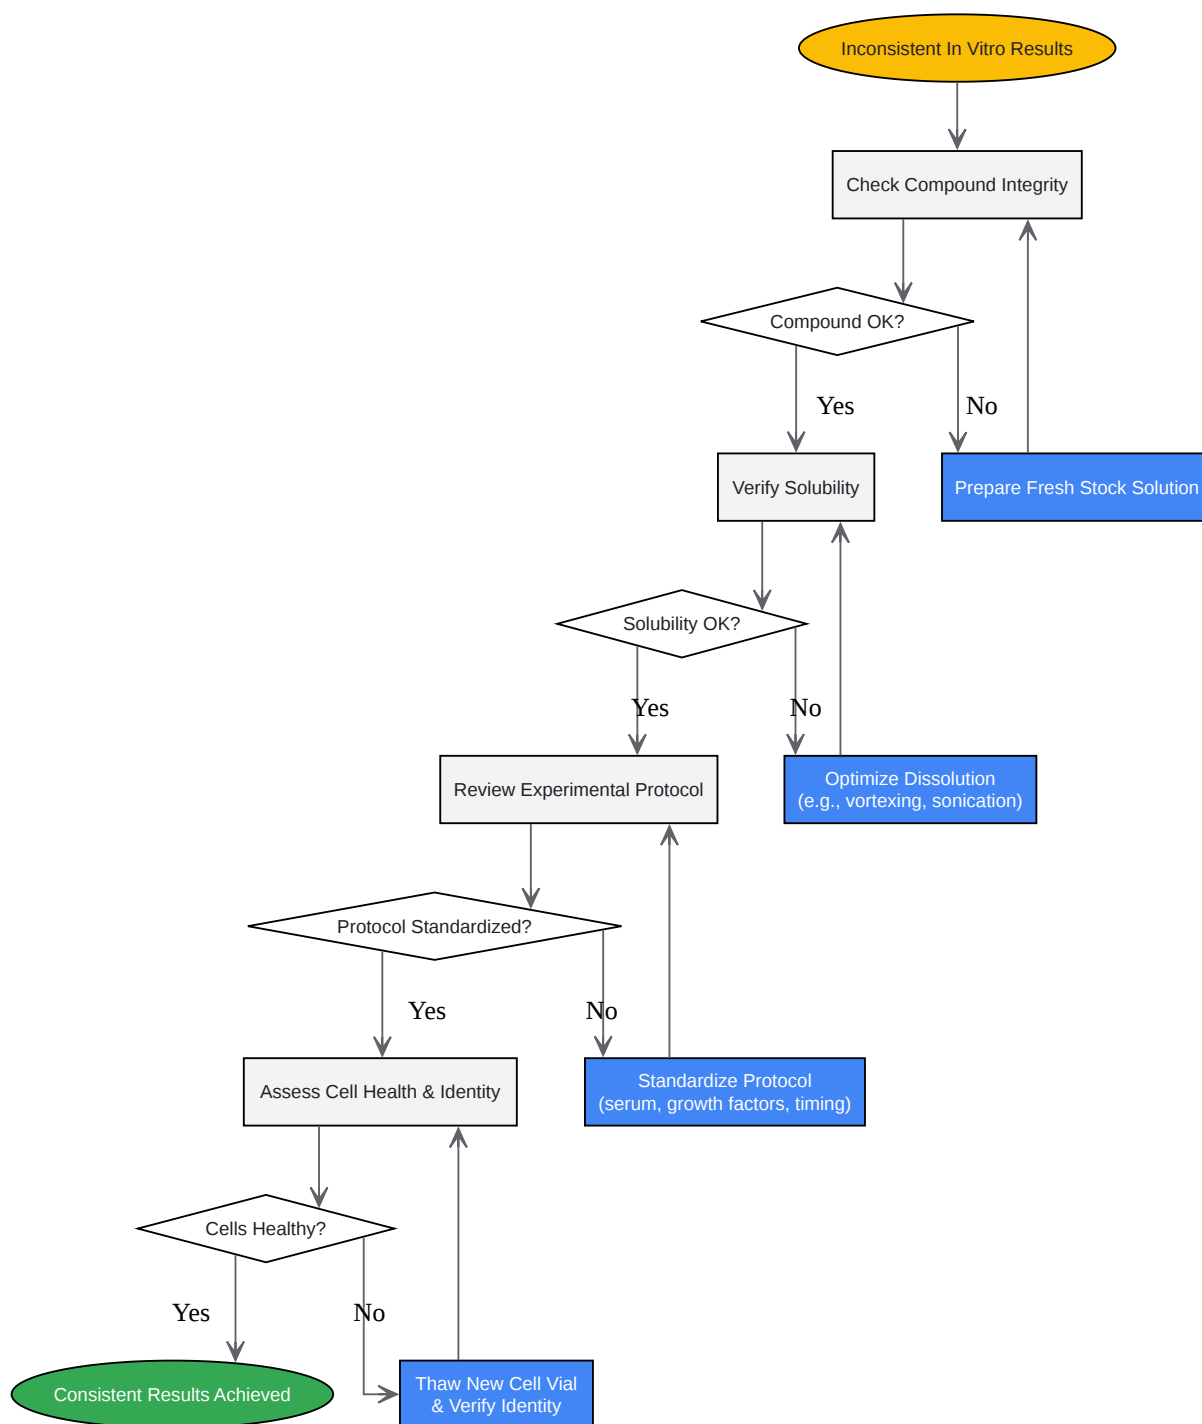 Inconsistent In Vitro Results
Check Compound Integrity
Compound OK?
Yes
No
Verify Solubility
Prepare Fresh Stock Solution
Solubility OK?
Yes
No
Review Experimental Protocol
Optimize Dissolution
(e.g., vortexing, sonication)
Protocol Standardized?
Yes
No
Assess Cell Health & Identity
Standardize Protocol
(serum, growth factors, timing)
Cells Healthy?
Yes
No
Consistent Results Achieved
Thaw New Cell Vial
& Verify Identity